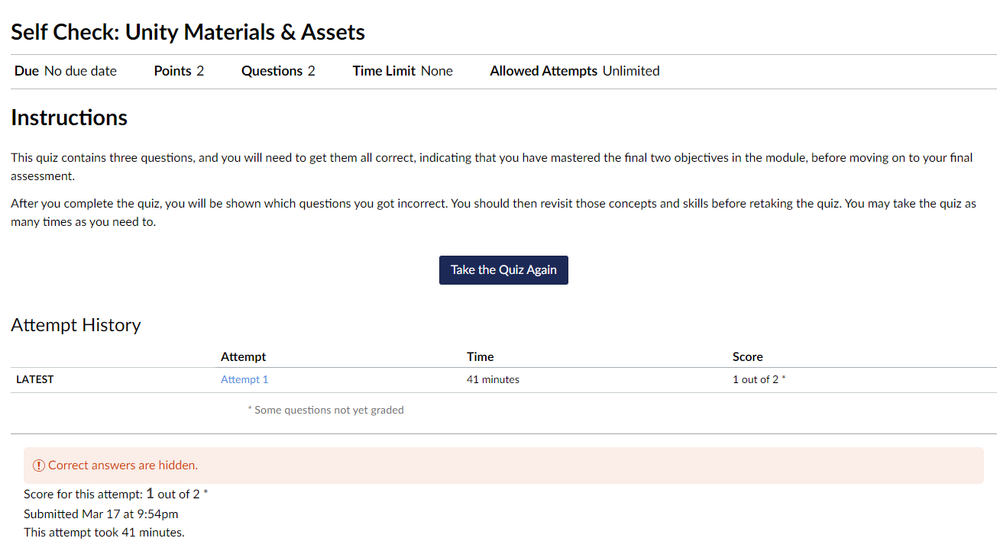 Self Check: Unity Materials & Assets
Due No due date Points 2 Questions 2 Time Limit None Allowed Attempts Unlimited
Instructions
This quiz contains three questions, and you will need to get them all correct, indicating that you have mastered the final two objectives in the module, before moving on to your final
assessment.
After you complete the quiz, you will be shown which questions you got incorrect. You should then revisit those concepts and skills before retaking the quiz. You may take the quiz as
many times as you need to.
Take the Quiz Again
Attempt History
Attempt Time Score
LATEST Attempt 1 41 minutes 1 out of 2 *
* Some questions not yet graded
Correct answers are hidden.
Score for this attempt: 1 out of 2 *
Submitted Mar 17 at 9:54pm
This attempt took 41 minutes.